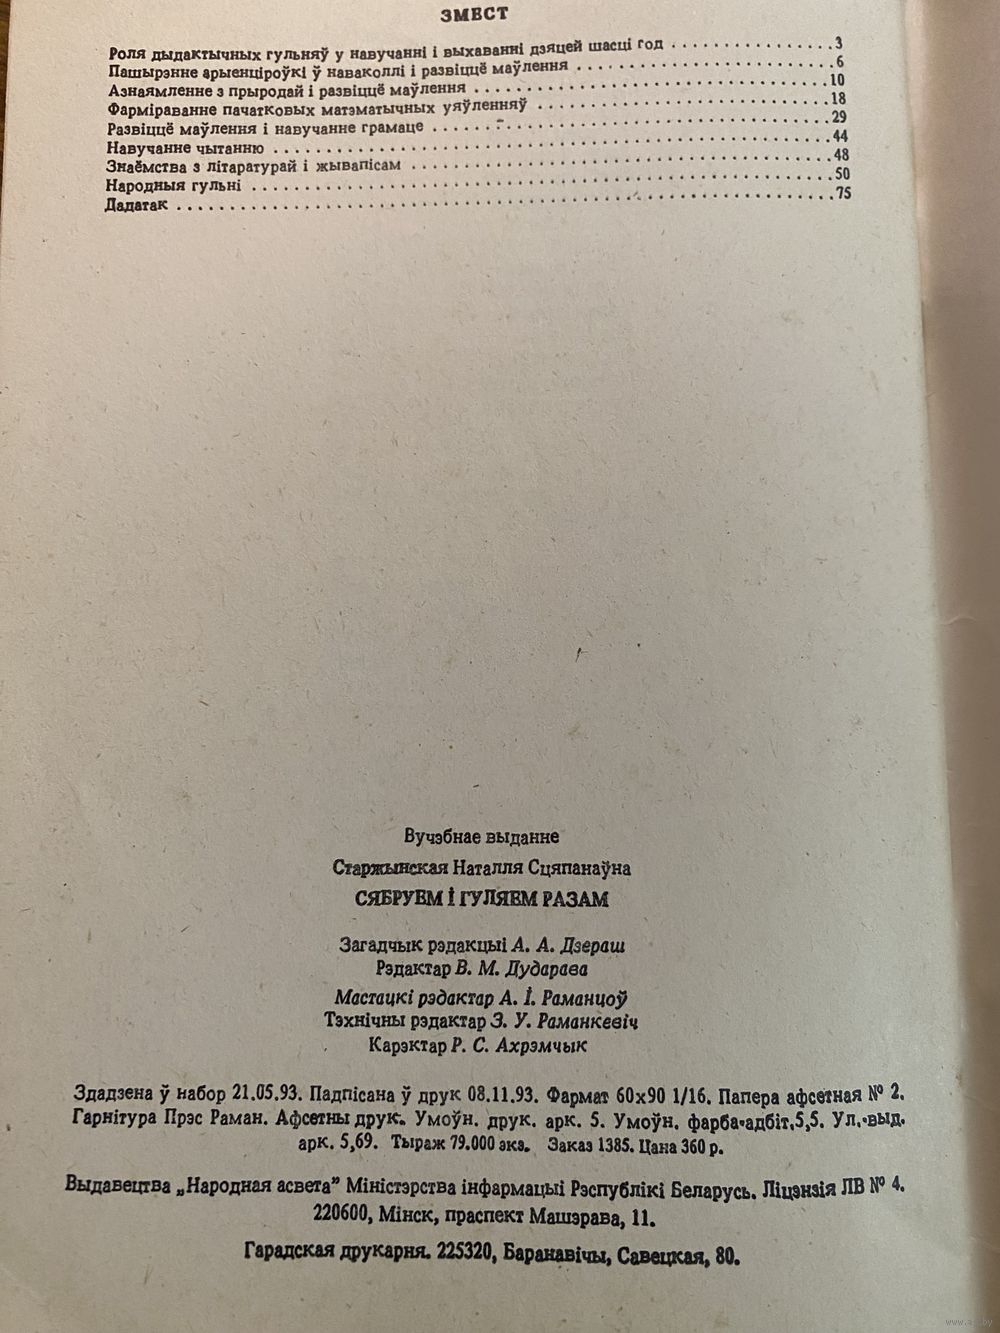 ЗМЕСТ
Роля дыдактычных гульняў у навучанні і выхаванні дзяцей шасці год . . . . . . . . . . . . . . . 3
Пашырэнне арыенціроўкі ў наваколлі і развіццё маўлення . . . . . . . . . . . . . . . . . . . . 6
Азнаямленне з прыродай і развіццё маўлення . . . . . . . . . . . . . . . . . . . . . . . . . . . 10
Фарміраванне пачатковых матэматычных уяўленняў . . . . . . . . . . . . . . . . . . . . . . . 18
Развіццё маўлення і навучанне грамаце . . . . . . . . . . . . . . . . . . . . . . . . . . . . . . 29
Навучанне чытанню . . . . . . . . . . . . . . . . . . . . . . . . . . . . . . . . . . . . . . . . . 44
Знаёмства з літаратурай і жывапісам . . . . . . . . . . . . . . . . . . . . . . . . . . . . . . . 48
Народныя гульні . . . . . . . . . . . . . . . . . . . . . . . . . . . . . . . . . . . . . . . . . . . 50
Дадатак . . . . . . . . . . . . . . . . . . . . . . . . . . . . . . . . . . . . . . . . . . . . . . . . . 75
Вучэбнае выданне
Старжынская Наталля Сцяпанаўна
СЯБРУЕМ І ГУЛЯЕМ РАЗАМ
Загадчык рэдакцыі А. А. Дзераш
Рэдактар В. М. Дударава
Мастацкі рэдактар А. І. Раманцоў
Тэхнічны рэдактар З. У. Раманкевіч
Карэктар Р. С. Ахрэмчык
Здадзена ў набор 21.05.93. Падпісана ў друк 08.11.93. Фармат 60х90 1/16. Папера афсетная № 2.
Гарнітура Прэс Раман. Афсетны друк. Умоўн. друк. арк. 5. Умоўн. фарба-адбіт.5,5. Ул.-выд.
арк. 5,69. Тыраж 79.000 экз. Заказ 1385. Цана 360 р.
Выдавецтва „Народная асвета" Міністэрства інфармацыі Рэспублікі Беларусь. Ліцэнзія ЛВ № 4.
220600, Мінск, праспект Машэрава, 11.
Гарадская друкарня. 225320, Баранавічы, Савецкая, 80.